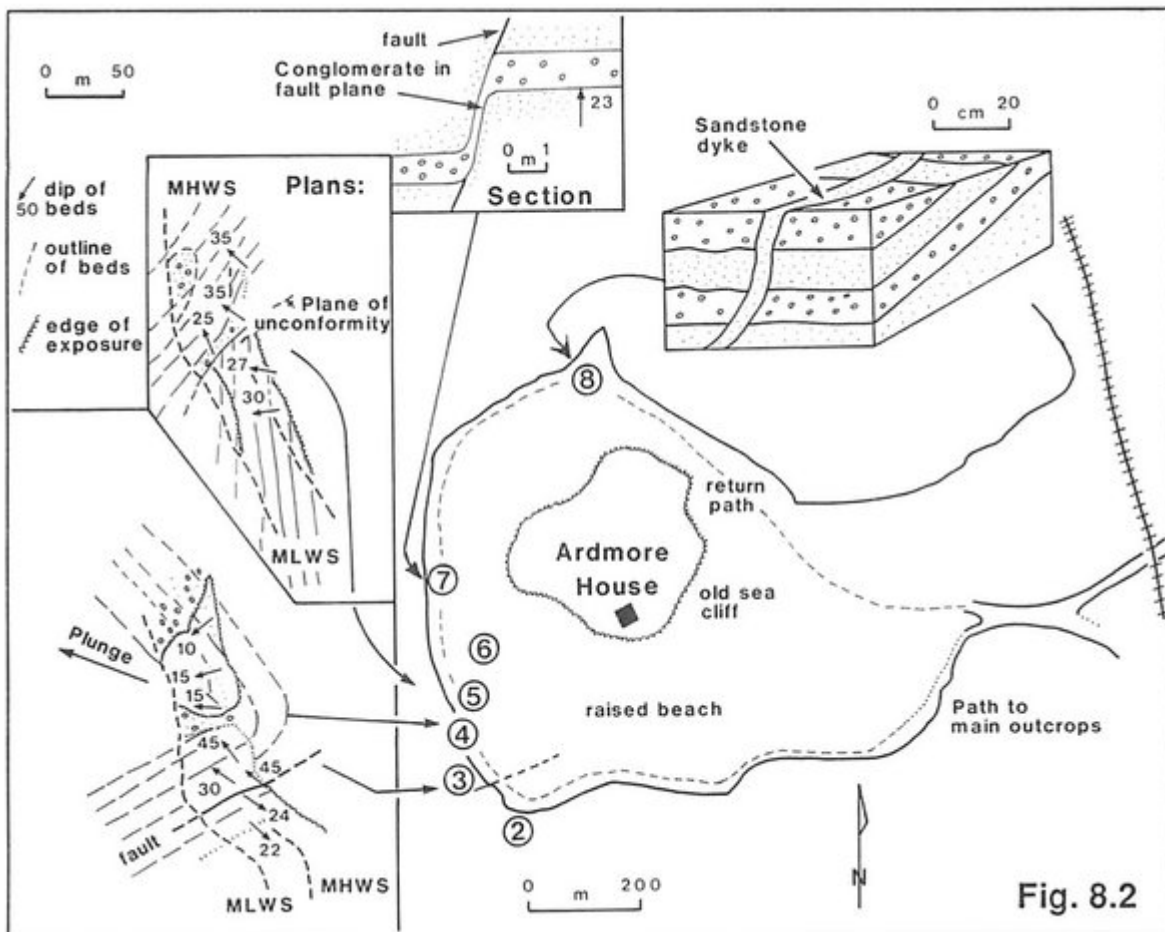 0 50
m
dip of
50 beds
outline
of beds
edge of
exposure
fault
Conglomerate in
fault plane
23
0 1
m
Section
0 20
cm
Sandstone
dyke
MHWS
Plans:
35
35
25
27
30
Plane of
unconformity
MLWS
Plunge
10
15
15
45
45
30
24
22
fault
MLWS
MHWS
8
7
6
5
4
3
2
Ardmore
House
return
path
old sea
cliff
raised beach
Path to
main outcrops
0 200
m
N
Fig. 8.2